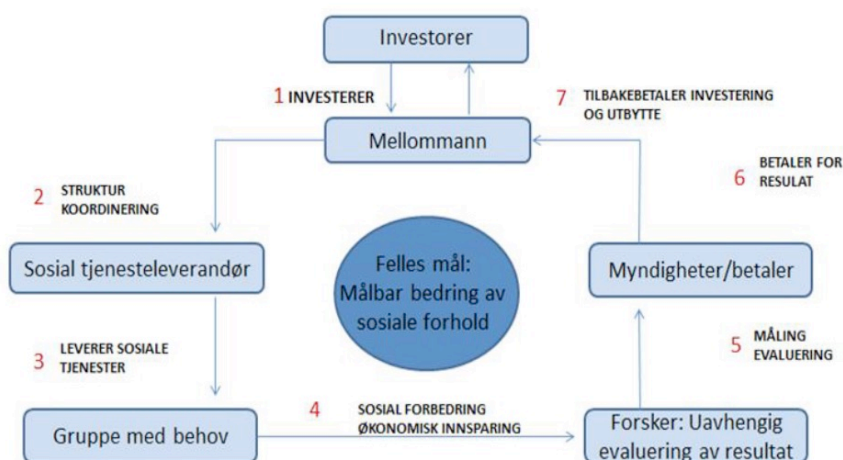 Investorer
1 INVESTERER
7 TILBAKEBETALER INVESTERING
OG UTBYTTE
Mellommann
2 STRUKTUR
KOORDINERING
6 BETALER FOR
RESULAT
Sosial tjenesteleverandør
Felles mål:
Målbar bedring av
sosiale forhold
Myndigheter/betaler
3 LEVERER SOSIALE
TJENESTER
5 MÅLING
EVALUERING
4 SOSIAL FORBEDRING
ØKONOMISK INNSPARING
Gruppe med behov
Forsker: Uavhengig
evaluering av resultat